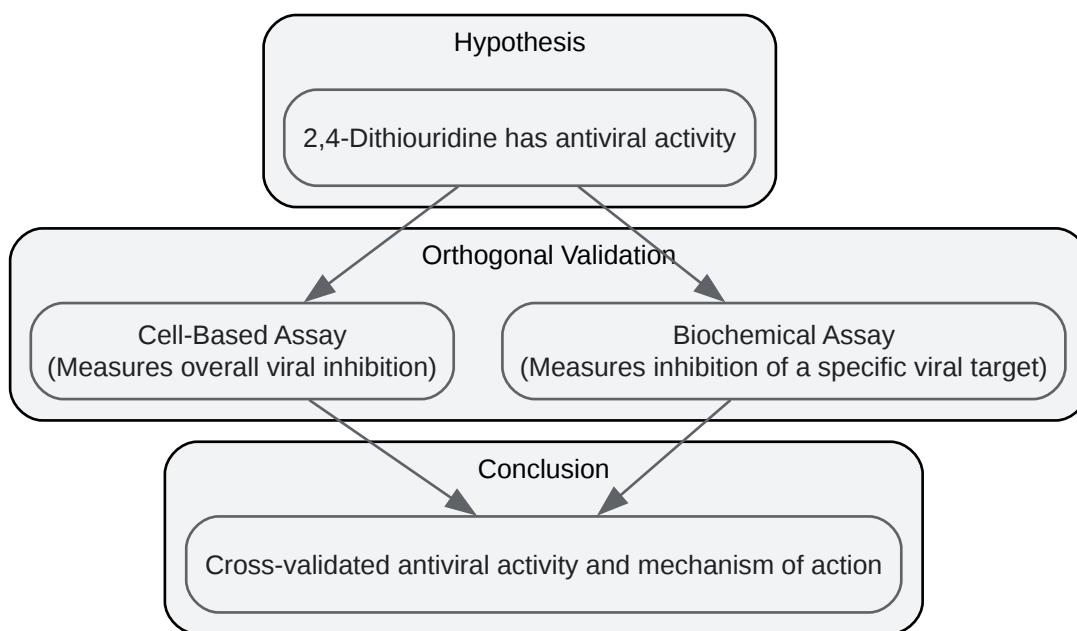 Hypothesis
2,4-Dithiouridine has antiviral activity
Orthogonal Validation
Cell-Based Assay
(Measures overall viral inhibition)
Biochemical Assay
(Measures inhibition of a specific viral target)
Conclusion
Cross-validated antiviral activity and mechanism of action